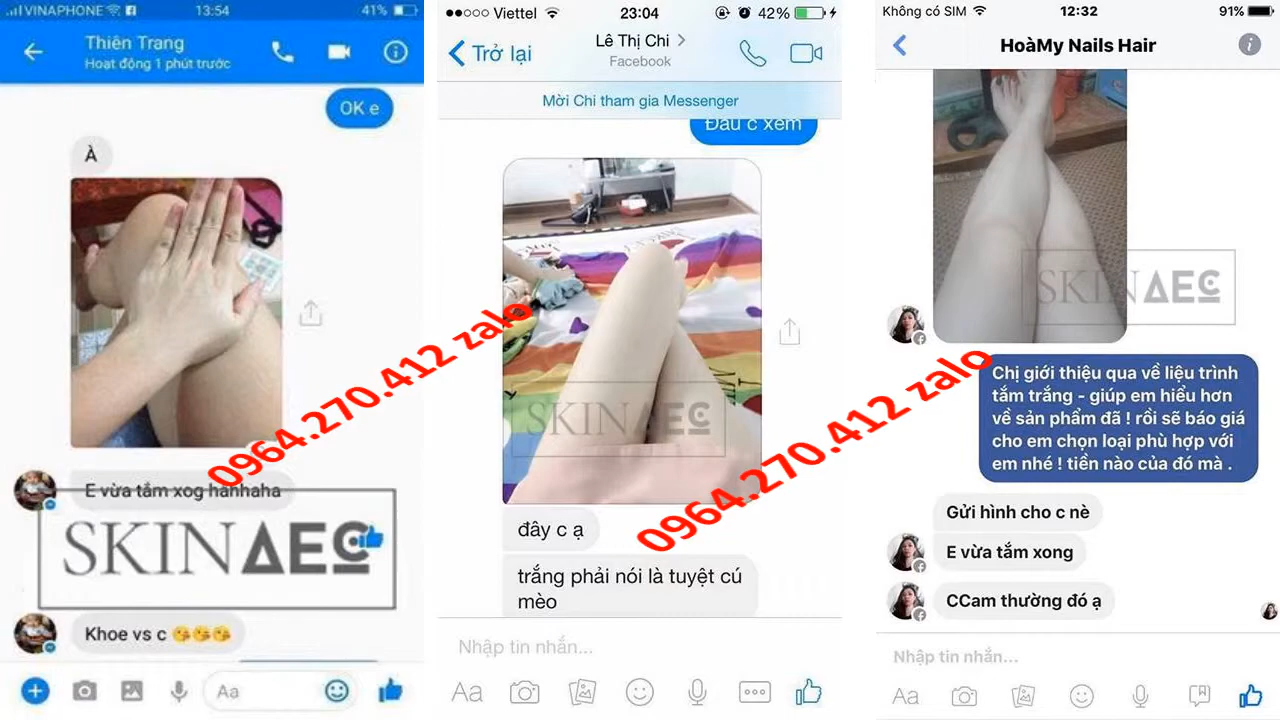 VINAPHONE
13:54
41%
Thiên Trang
Hoạt động 1 phút trước
OK e
À
E vừa tắm xog hanhaha
SKINAEC
Khoe vs c 😘😘😘
Aa
0964.270.412 zalo
Viettel
23:04
42%
Trở lại
Lê Thị Chi
Facebook
Mời Chi tham gia Messenger
Đâu c xem
SKINAEC
đây c ạ
trắng phải nói là tuyệt cú
mèo
Nhập tin nhắn...
Aa
0964.270.412 zalo
Không có SIM
12:32
91%
HoàMy Nails Hair
SKINAEC
Chị giới thiệu qua về liệu trình
tắm trắng - giúp em hiểu hơn
về sản phẩm đã ! rồi sẽ báo giá
cho em chọn loại phù hợp với
em nhé ! tiền nào của đó mà .
Gửi hình cho c nè
E vừa tắm xong
CCam thường đó ạ
Nhập tin nhắn...
Aa